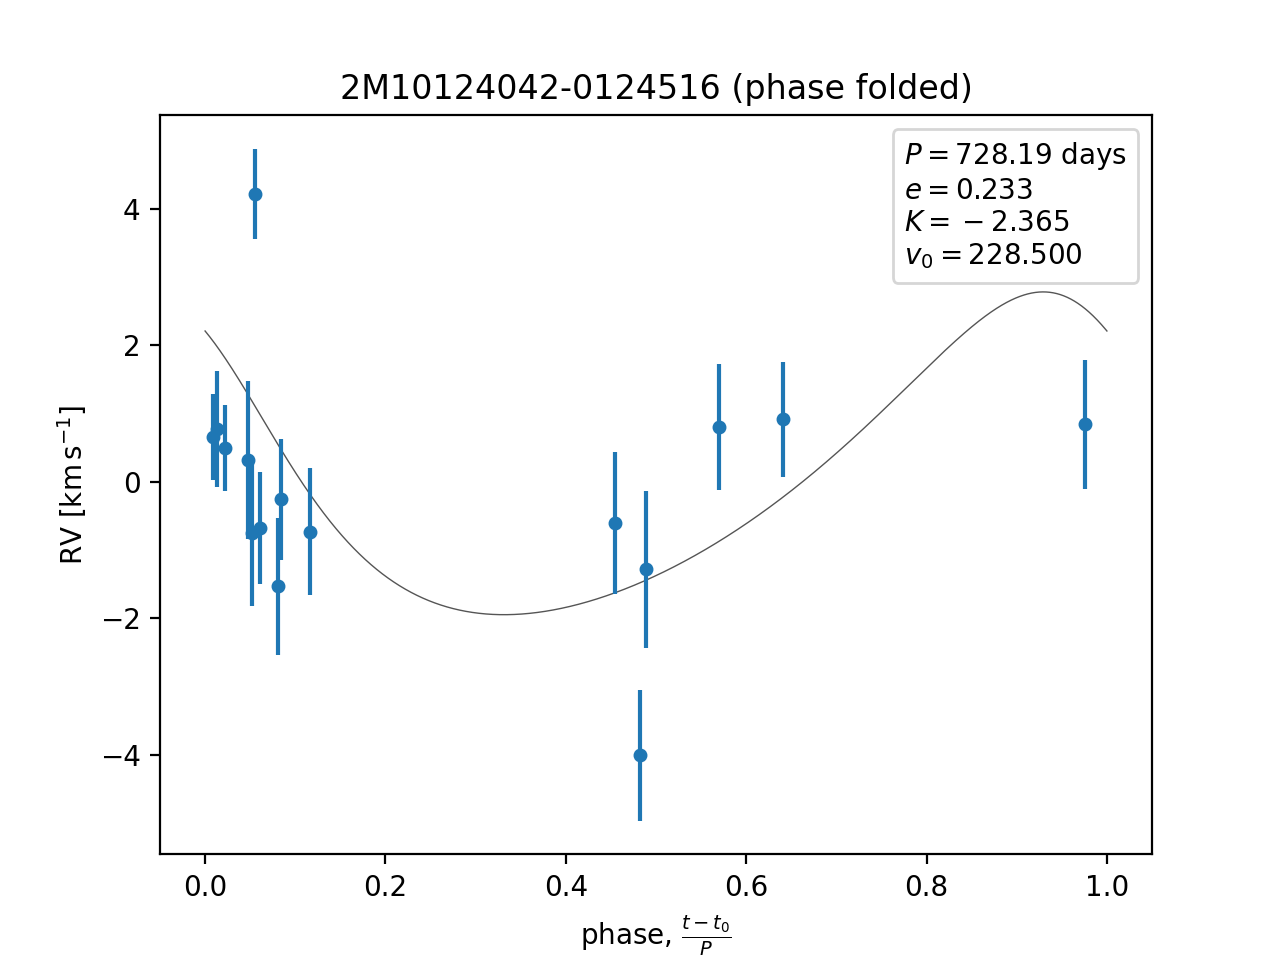 2M10124042-0124516 (phase folded)
P = 728.19 days
e = 0.233
K = −2.365
v₀ = 228.500
4
2
0
−2
−4
RV [km s⁻¹]
0.0 0.2 0.4 0.6 0.8 1.0
phase, (t − t₀)/P